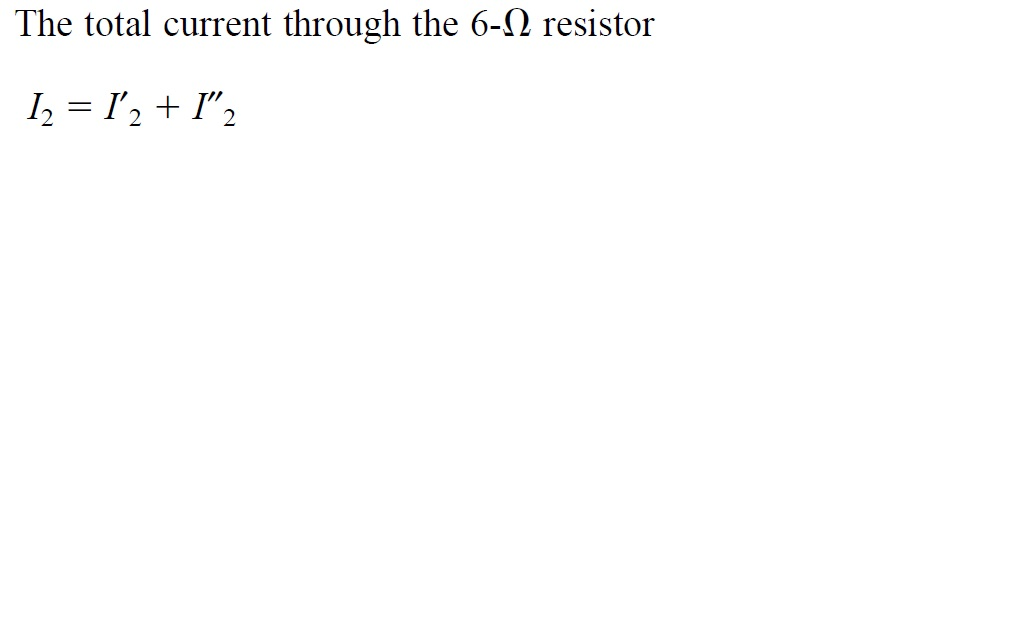 The total current through the 6-Ω resistor
I₂ = I′₂ + I″₂